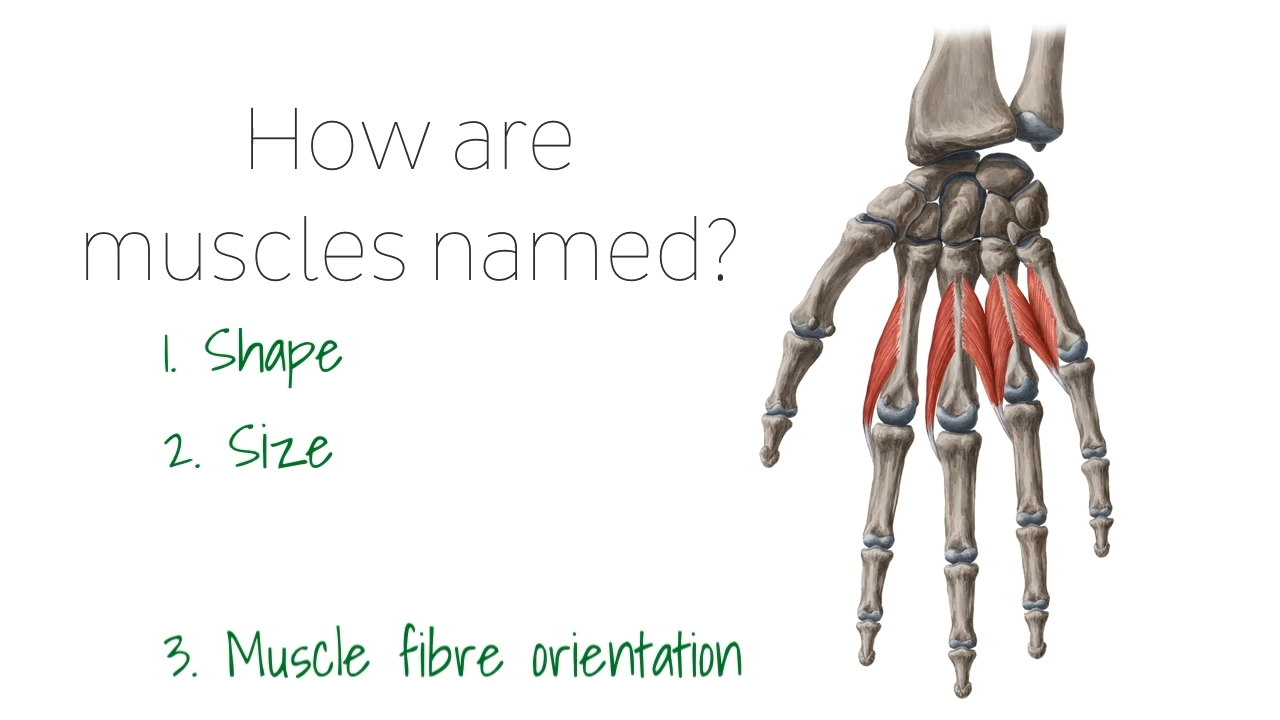 How are
muscles named?
1. Shape
2. Size
3. Muscle fibre orientation